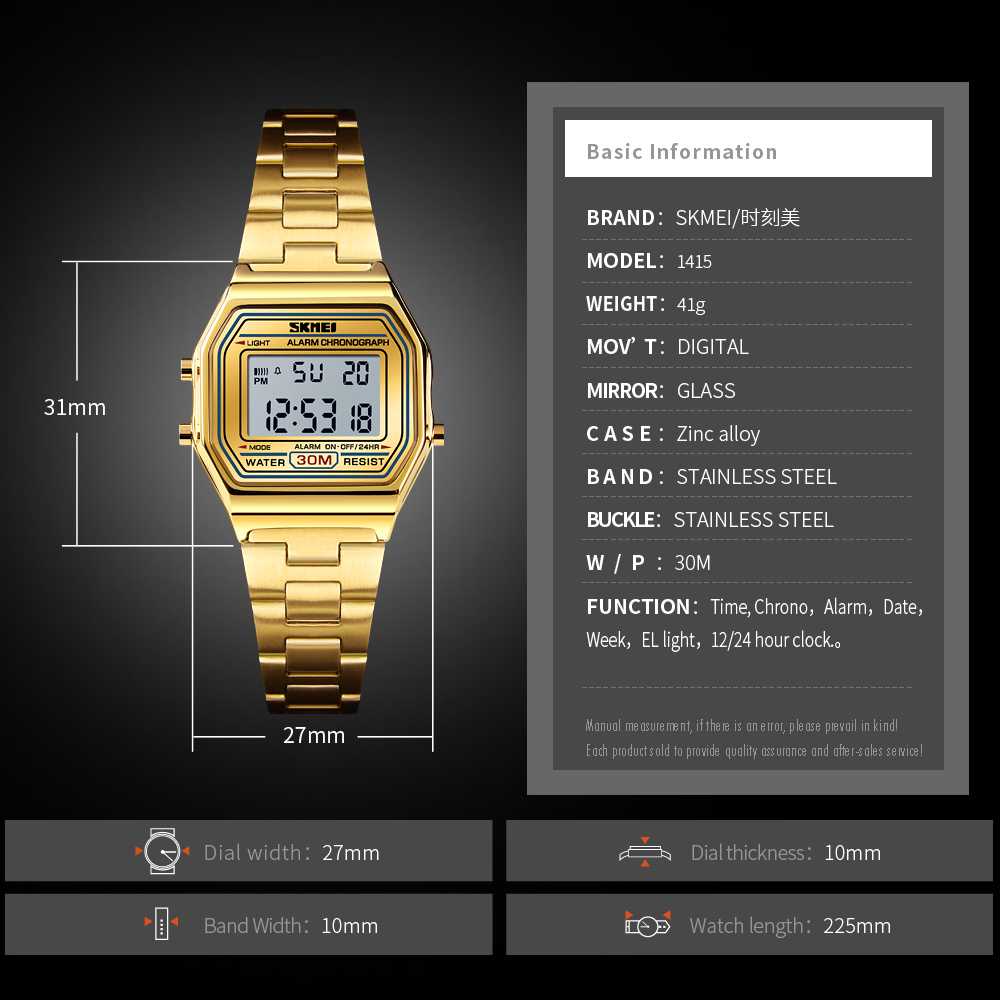 Basic Information
BRAND：SKMEI/时刻美
MODEL：1415
WEIGHT：41g
MOV' T：DIGITAL
MIRROR：GLASS
CASE：Zinc alloy
BAND：STAINLESS STEEL
BUCKLE：STAINLESS STEEL
W / P ：30M
FUNCTION：Time, Chrono，Alarm，Date，
Week，EL light，12/24 hour clock.。
Manual measurement, if there is an error, please prevail in kind!
Each product sold to provide quality assurance and after-sales service!
31mm
SKMEI
LIGHT ALARM CHRONOGRAPH
PM SU 20
12:53 18
MODE ALARM ON·OFF/24HR
WATER 30M RESIST
27mm
Dial width：27mm
Dial thickness：10mm
Band Width：10mm
Watch length：225mm